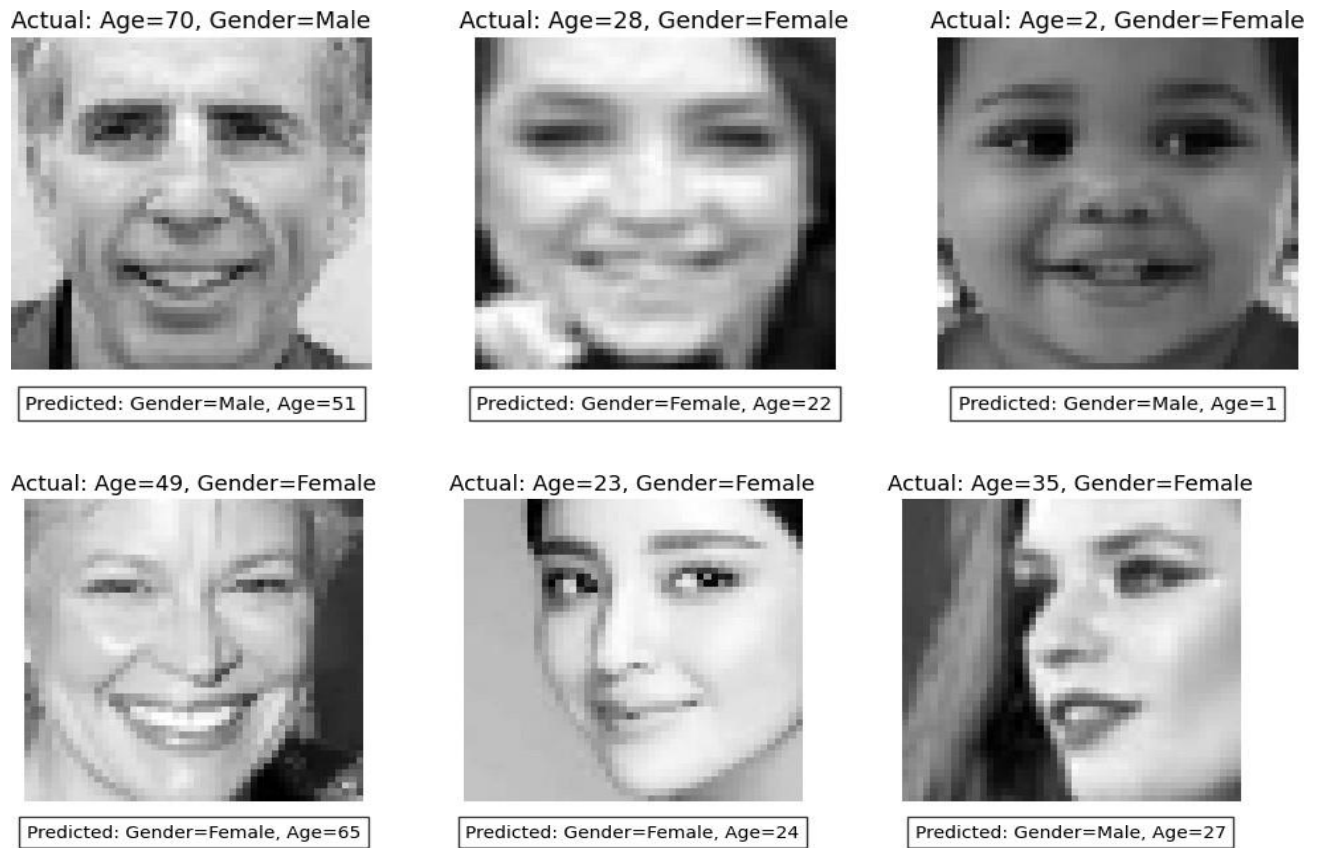 Actual: Age=70, Gender=Male
Actual: Age=28, Gender=Female
Actual: Age=2, Gender=Female
Predicted: Gender=Male, Age=51
Predicted: Gender=Female, Age=22
Predicted: Gender=Male, Age=1
Actual: Age=49, Gender=Female
Actual: Age=23, Gender=Female
Actual: Age=35, Gender=Female
Predicted: Gender=Female, Age=65
Predicted: Gender=Female, Age=24
Predicted: Gender=Male, Age=27